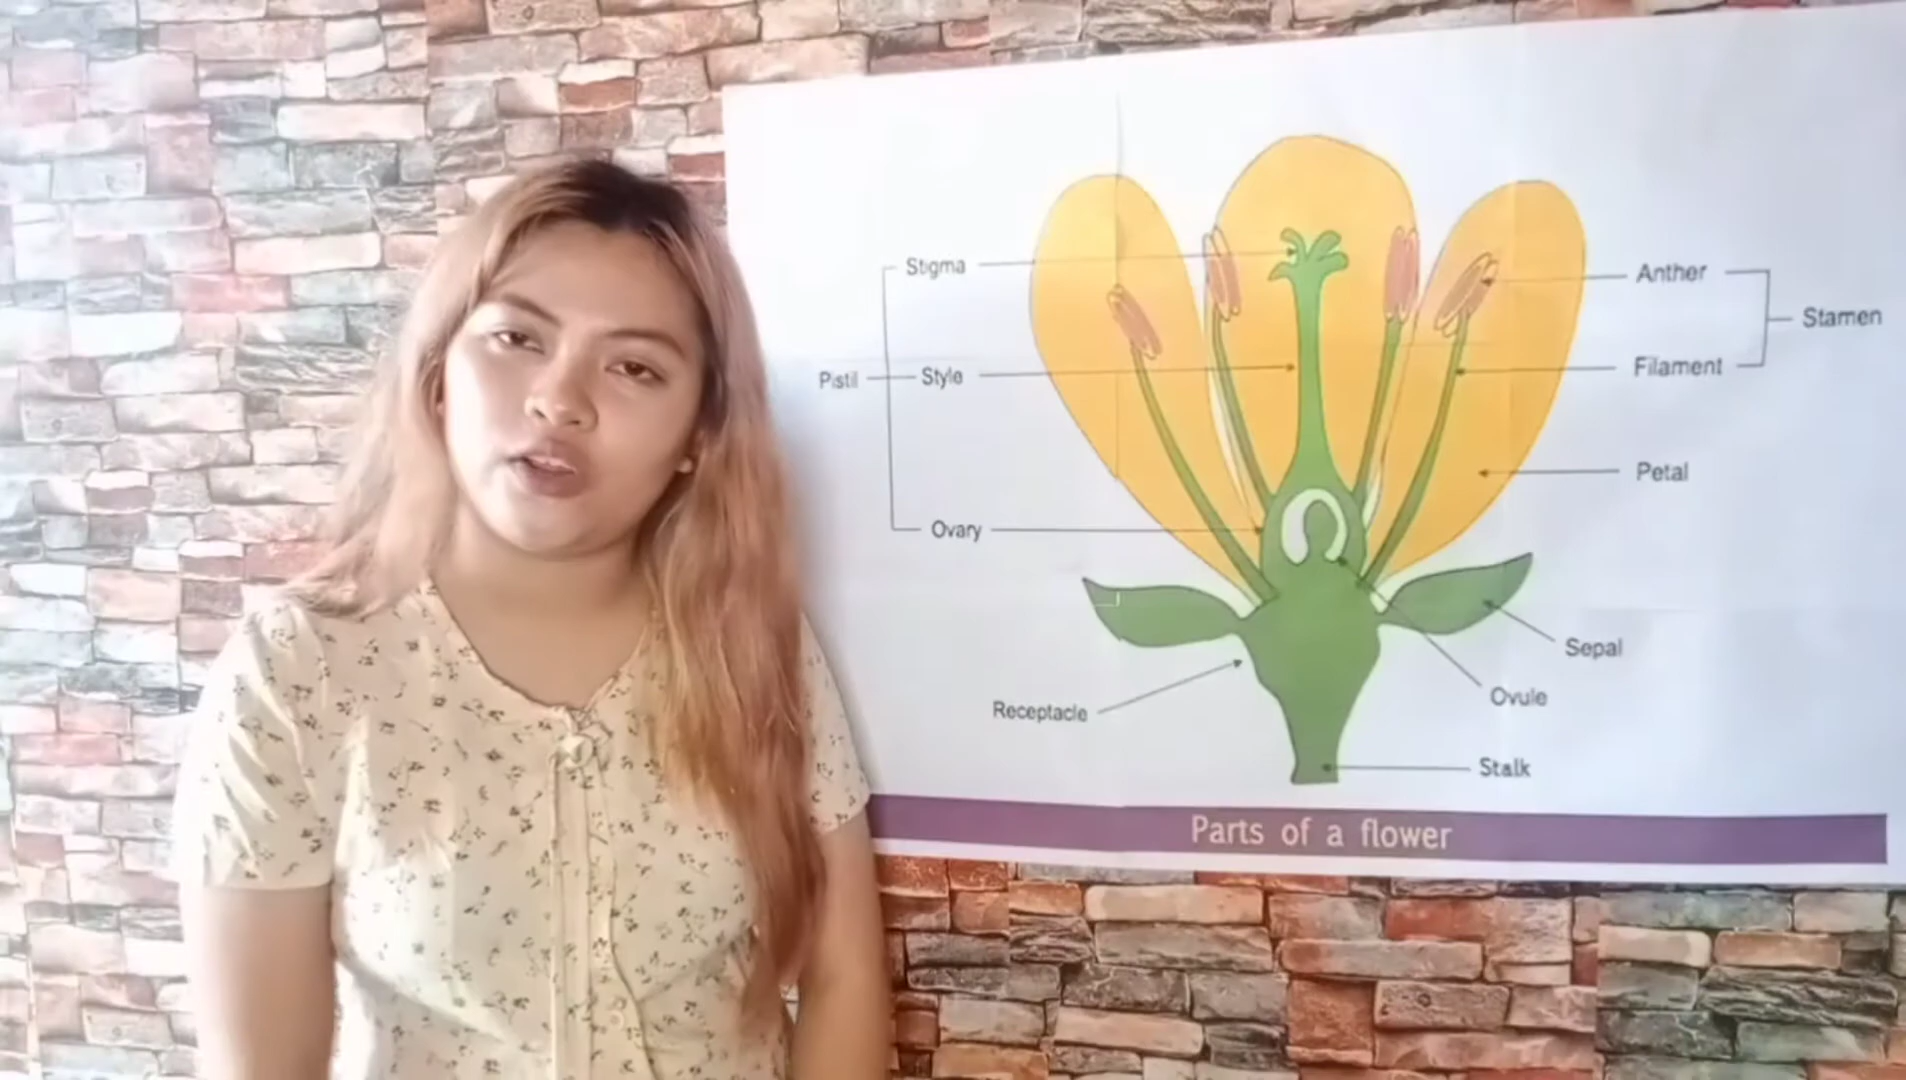 Stigma
Anther
Stamen
Pistil
Style
Filament
Petal
Ovary
Sepal
Ovule
Receptacle
Stalk
Parts of a flower